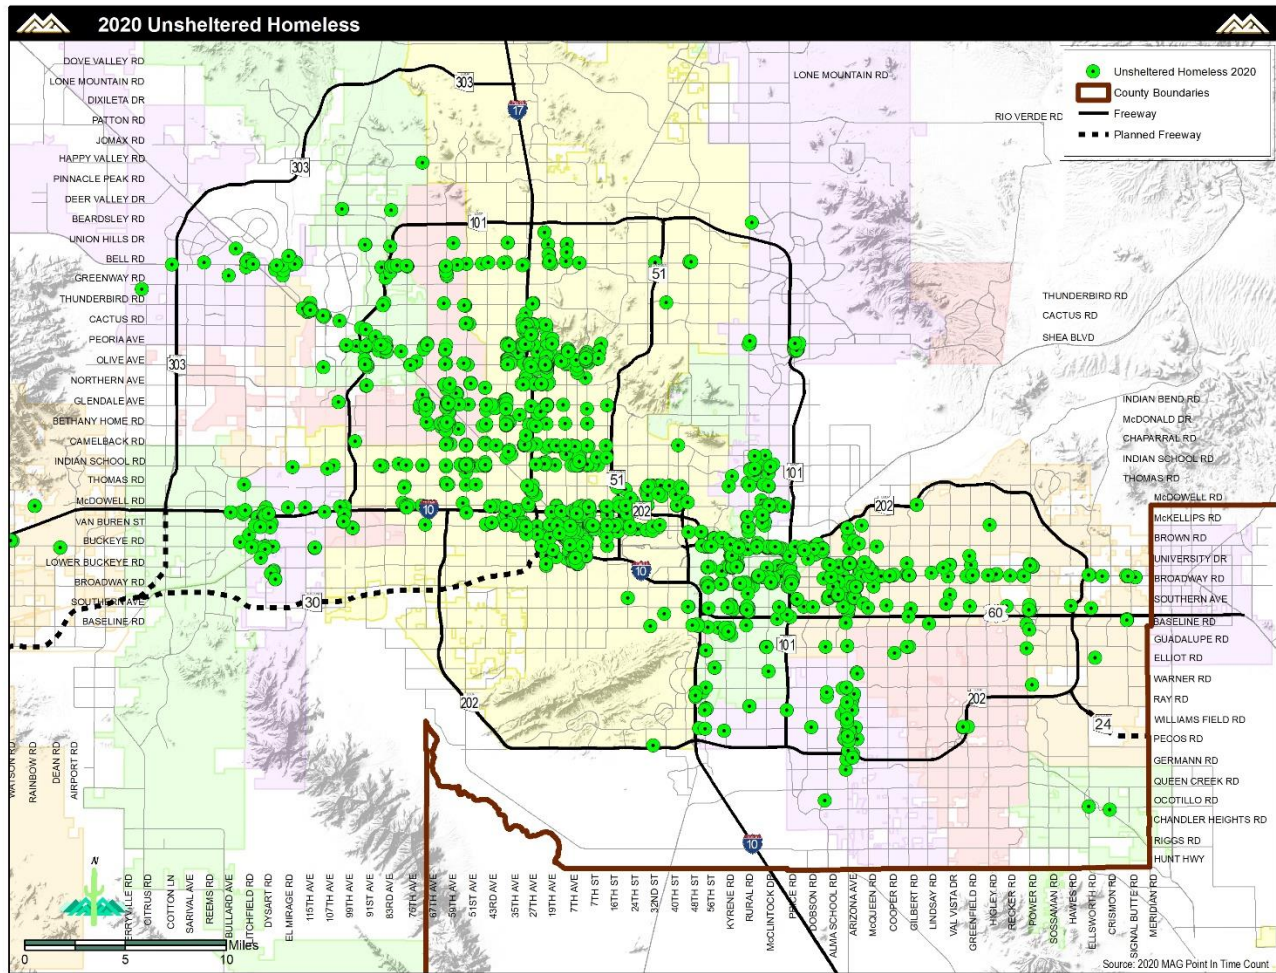 2020 Unsheltered Homeless
Unsheltered Homeless 2020
County Boundaries
Freeway
Planned Freeway
DOVE VALLEY RD
LONE MOUNTAIN RD
DIXILETA DR
PATTON RD
JOMAX RD
HAPPY VALLEY RD
PINNACLE PEAK RD
DEER VALLEY DR
BEARDSLEY RD
UNION HILLS DR
BELL RD
GREENWAY RD
THUNDERBIRD RD
CACTUS RD
PEORIA AVE
OLIVE AVE
NORTHERN AVE
GLENDALE AVE
BETHANY HOME RD
CAMELBACK RD
INDIAN SCHOOL RD
THOMAS RD
McDOWELL RD
VAN BUREN ST
BUCKEYE RD
LOWER BUCKEYE RD
BROADWAY RD
SOUTHERN AVE
BASELINE RD
303
17
303
101
51
303
51
101
10
202
202
10
30
60
101
202
202
24
10
LONE MOUNTAIN RD
RIO VERDE RD
THUNDERBIRD RD
CACTUS RD
SHEA BLVD
INDIAN BEND RD
McDONALD DR
CHAPARRAL RD
INDIAN SCHOOL RD
THOMAS RD
McDOWELL RD
McKELLIPS RD
BROWN RD
UNIVERSITY DR
BROADWAY RD
SOUTHERN AVE
BASELINE RD
GUADALUPE RD
ELLIOT RD
WARNER RD
RAY RD
WILLIAMS FIELD RD
PECOS RD
GERMANN RD
QUEEN CREEK RD
OCOTILLO RD
CHANDLER HEIGHTS RD
RIGGS RD
HUNT HWY
WATSON RD
RAINBOW RD
DEAN RD
AIRPORT RD
CITRUS RD
COTTON LN
SARIVAL AVE
REEMS RD
BULLARD AVE
LITCHFIELD RD
DYSART RD
EL MIRAGE RD
115TH AVE
107TH AVE
99TH AVE
91ST AVE
83RD AVE
75TH AVE
67TH AVE
59TH AVE
51ST AVE
43RD AVE
35TH AVE
27TH AVE
19TH AVE
7TH AVE
7TH ST
16TH ST
24TH ST
32ND ST
40TH ST
48TH ST
56TH ST
KYRENE RD
RURAL RD
McCLINTOCK DR
PRICE RD
DOBSON RD
ALMA SCHOOL RD
ARIZONA AVE
McQUEEN RD
COOPER RD
GILBERT RD
LINDSAY RD
VAL VISTA DR
GREENFIELD RD
HIGLEY RD
RECKER RD
POWER RD
SOSSAMAN RD
HAWES RD
ELLSWORTH RD
CRISMON RD
SIGNAL BUTTE RD
MERIDIAN RD
N
Miles
0 5 10
Source: 2020 MAG Point In Time Count